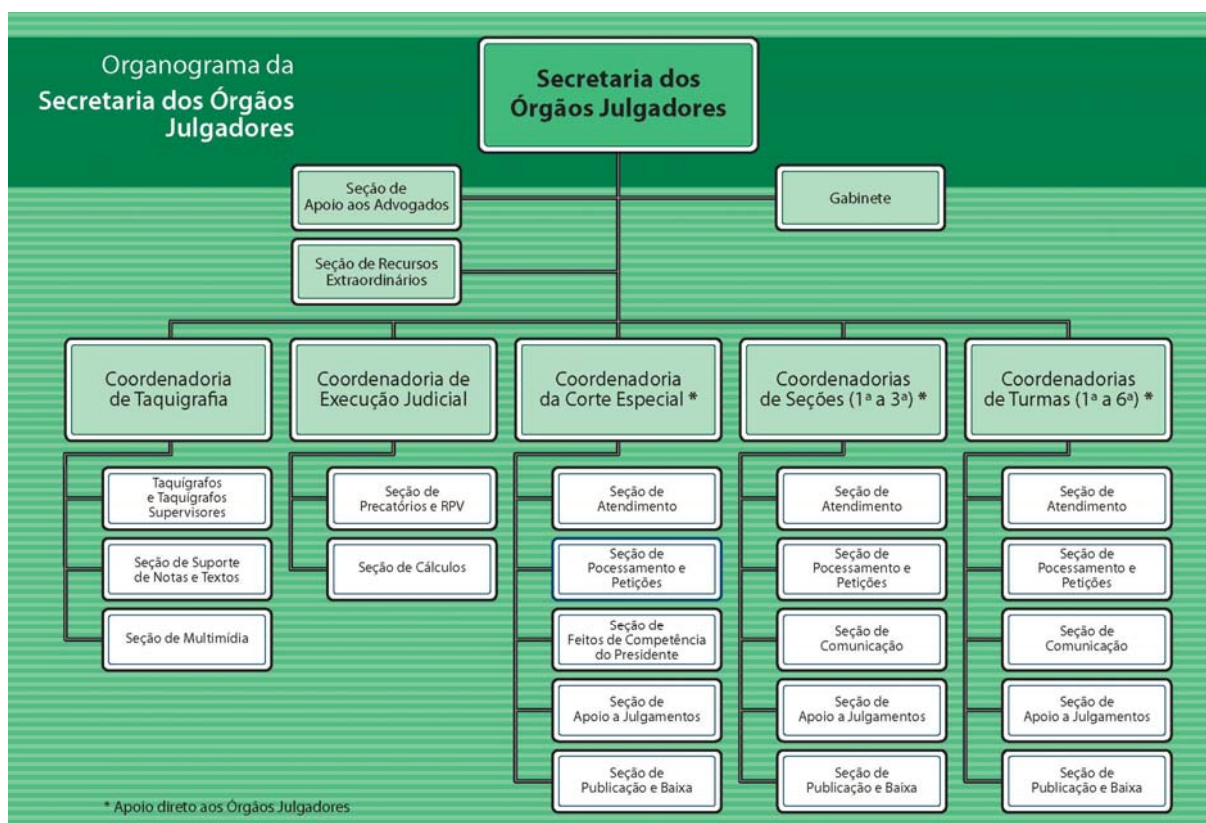 Organograma da
Secretaria dos Órgãos
Julgadores
Secretaria dos
Órgãos Julgadores
Seção de
Apoio aos Advogados
Gabinete
Seção de Recursos
Extraordinários
Coordenadoria
de Taquigrafia
Coordenadoria de
Execução Judicial
Coordenadoria
da Corte Especial *
Coordenadorias
de Seções (1ª a 3ª) *
Coordenadorias
de Turmas (1ª a 6ª) *
Taquígrafos
e Taquígrafos
Supervisores
Seção de Suporte
de Notas e Textos
Seção de Multimídia
Seção de
Precatórios e RPV
Seção de Cálculos
Seção de
Atendimento
Seção de
Pocessamento e
Petições
Seção de
Feitos de Competência
do Presidente
Seção de
Apoio a Julgamentos
Seção de
Publicação e Baixa
Seção de
Atendimento
Seção de
Pocessamento e
Petições
Seção de
Comunicação
Seção de
Apoio a Julgamentos
Seção de
Publicação e Baixa
Seção de
Atendimento
Seção de
Pocessamento e
Petições
Seção de
Comunicação
Seção de
Apoio a Julgamentos
Seção de
Publicação e Baixa
* Apoio direto aos Órgãos Julgadores